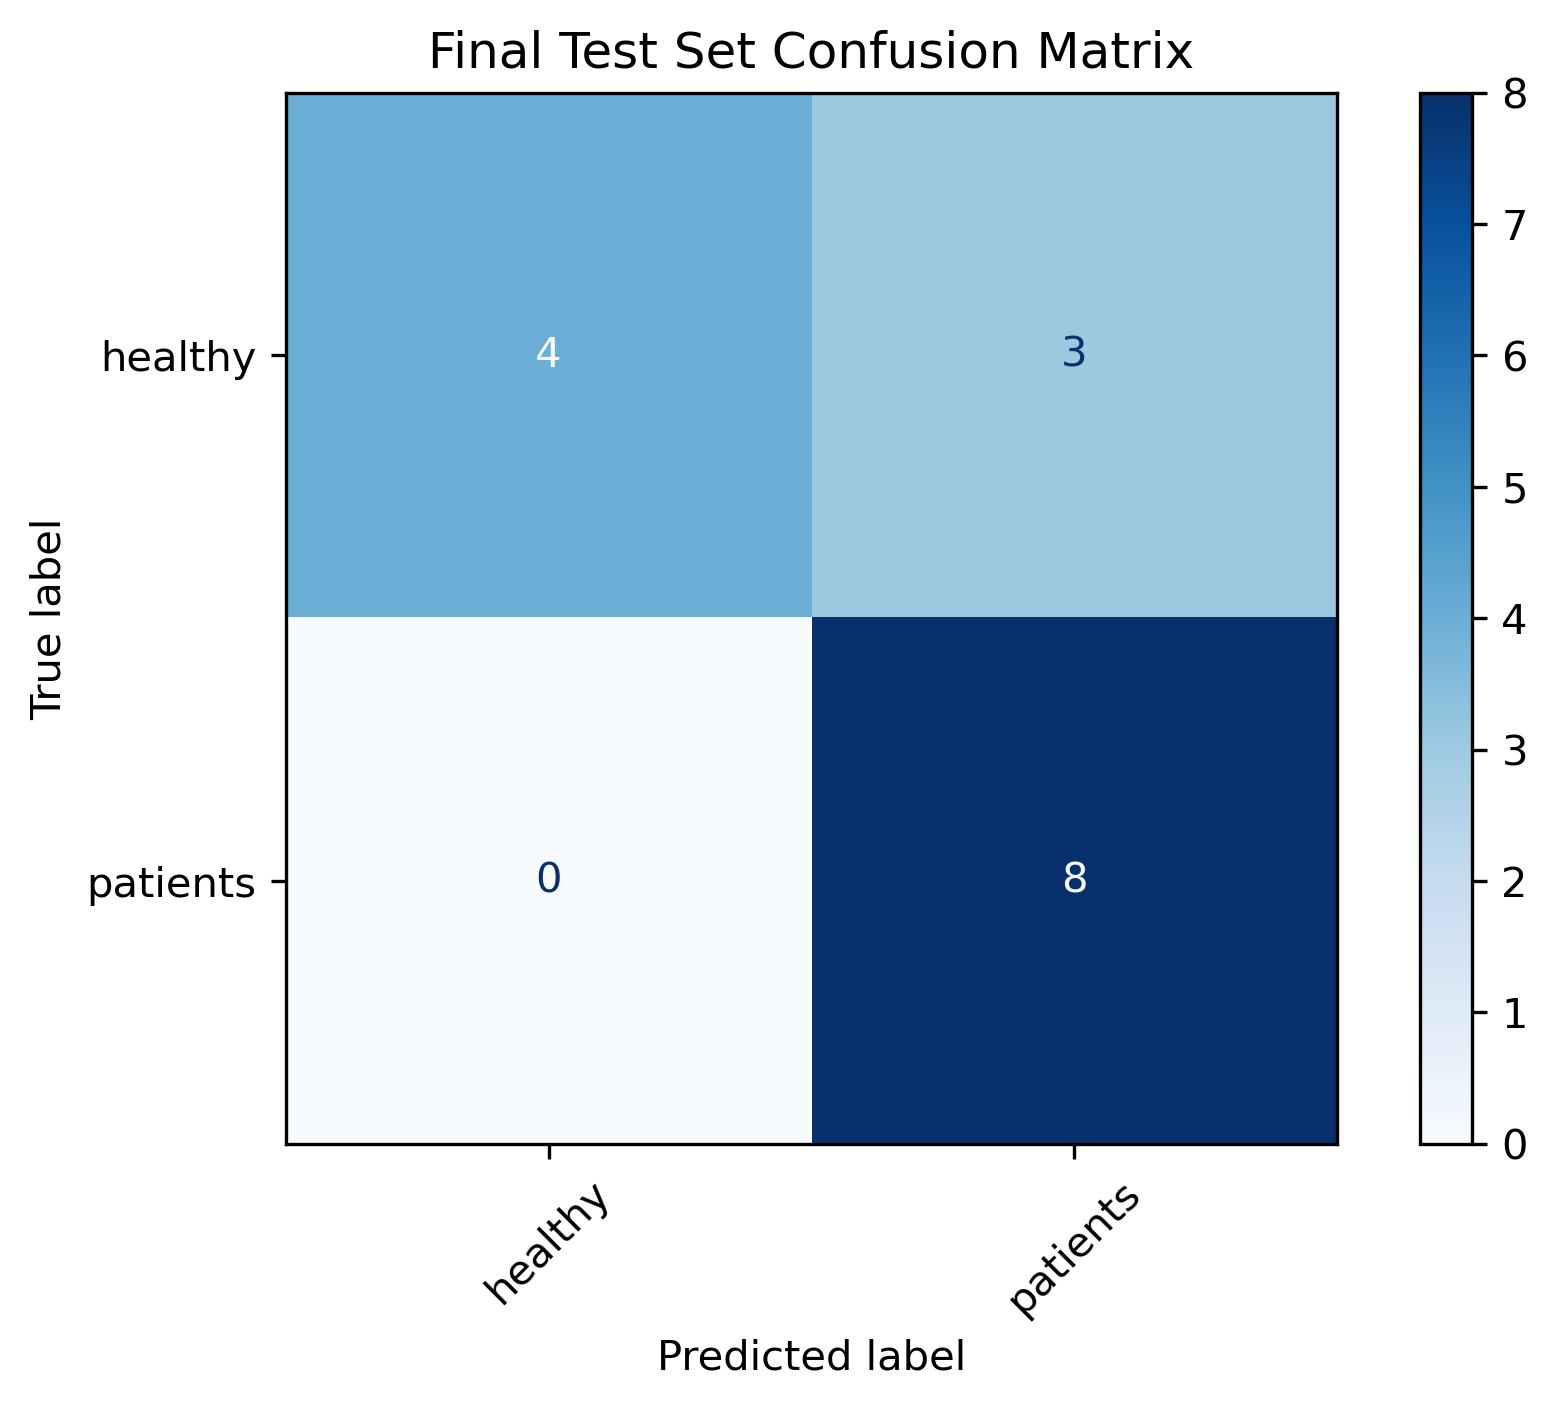 Final Test Set Confusion Matrix
True label
healthy
4
3
patients
0
8
healthy
patients
Predicted label
8
7
6
5
4
3
2
1
0